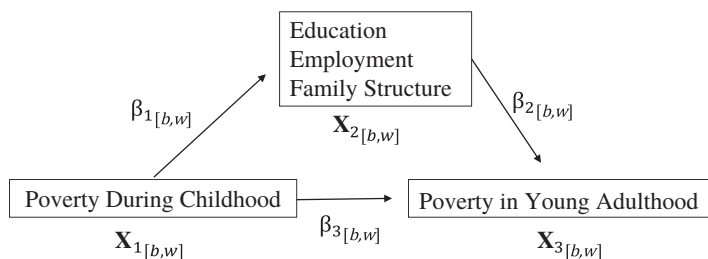 Education
Employment
Family Structure
β1[b,w]
β2[b,w]
X2[b,w]
Poverty During Childhood
Poverty in Young Adulthood
β3[b,w]
X1[b,w]
X3[b,w]